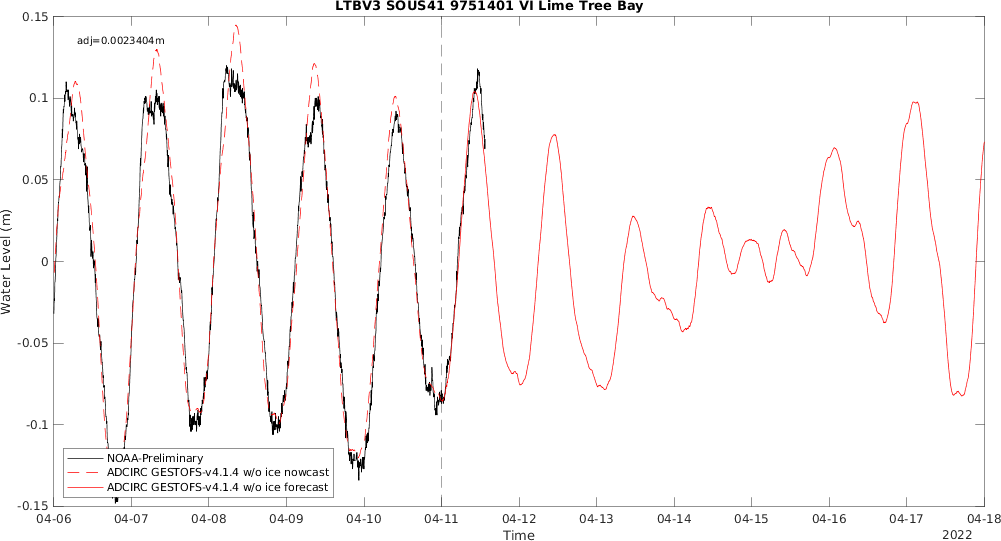 LTBV3 SOUS41 9751401 VI Lime Tree Bay
adj=0.0023404m
0.15
0.1
0.05
0
-0.05
-0.1
-0.15
Water Level (m)
NOAA-Preliminary
ADCIRC GESTOFS-v4.1.4 w/o ice nowcast
ADCIRC GESTOFS-v4.1.4 w/o ice forecast
04-06 04-07 04-08 04-09 04-10 04-11 04-12 04-13 04-14 04-15 04-16 04-17 04-18
Time
2022